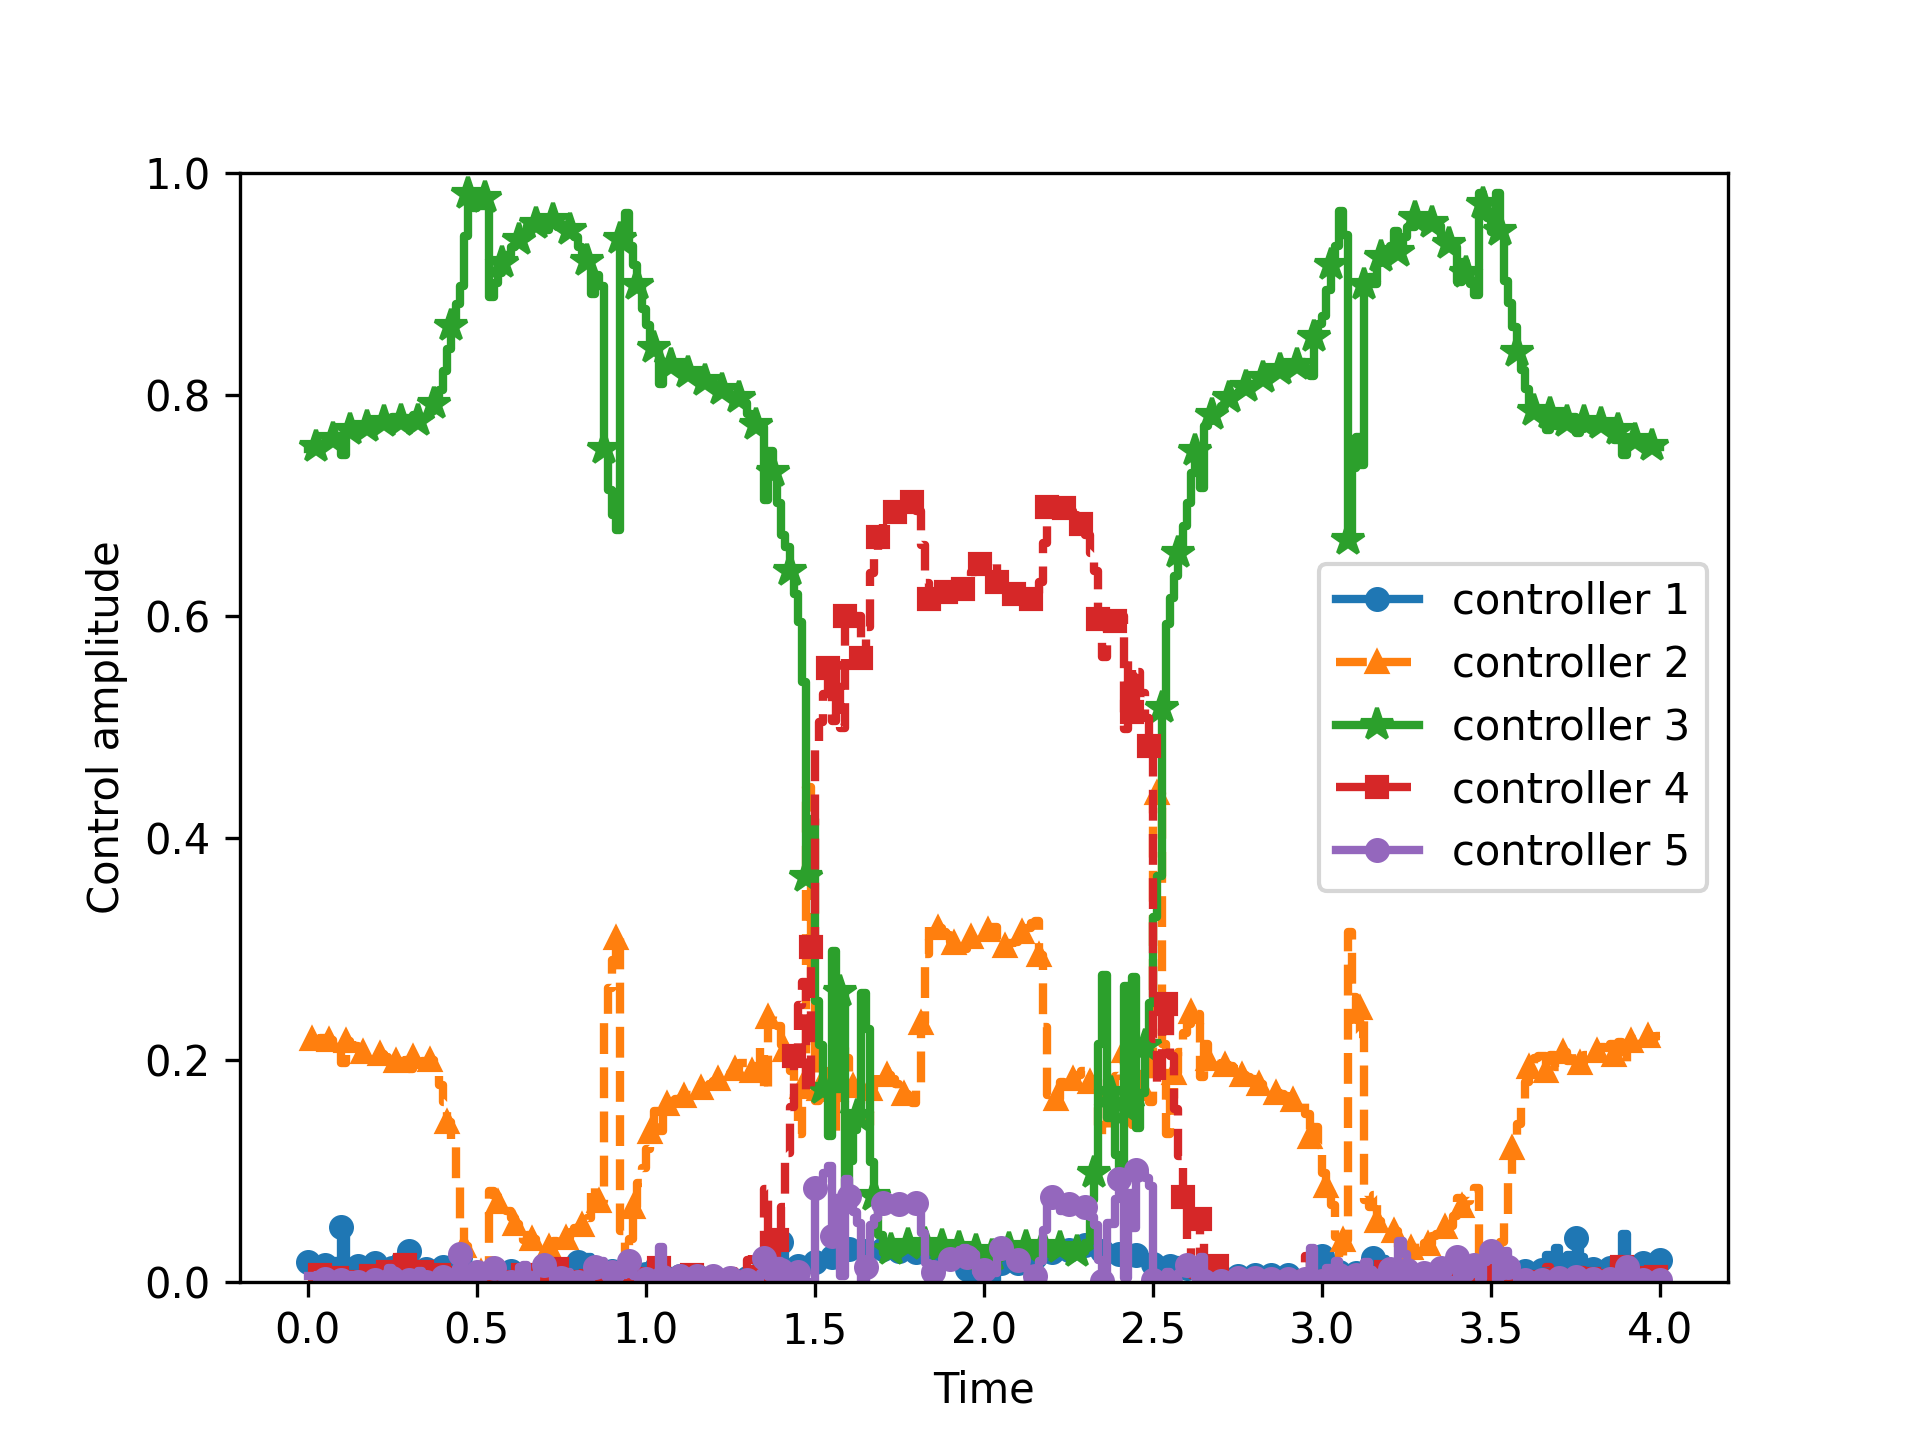 1.0
0.8
0.6
0.4
0.2
0.0
Control amplitude
controller 1
controller 2
controller 3
controller 4
controller 5
0.0 0.5 1.0 1.5 2.0 2.5 3.0 3.5 4.0
Time